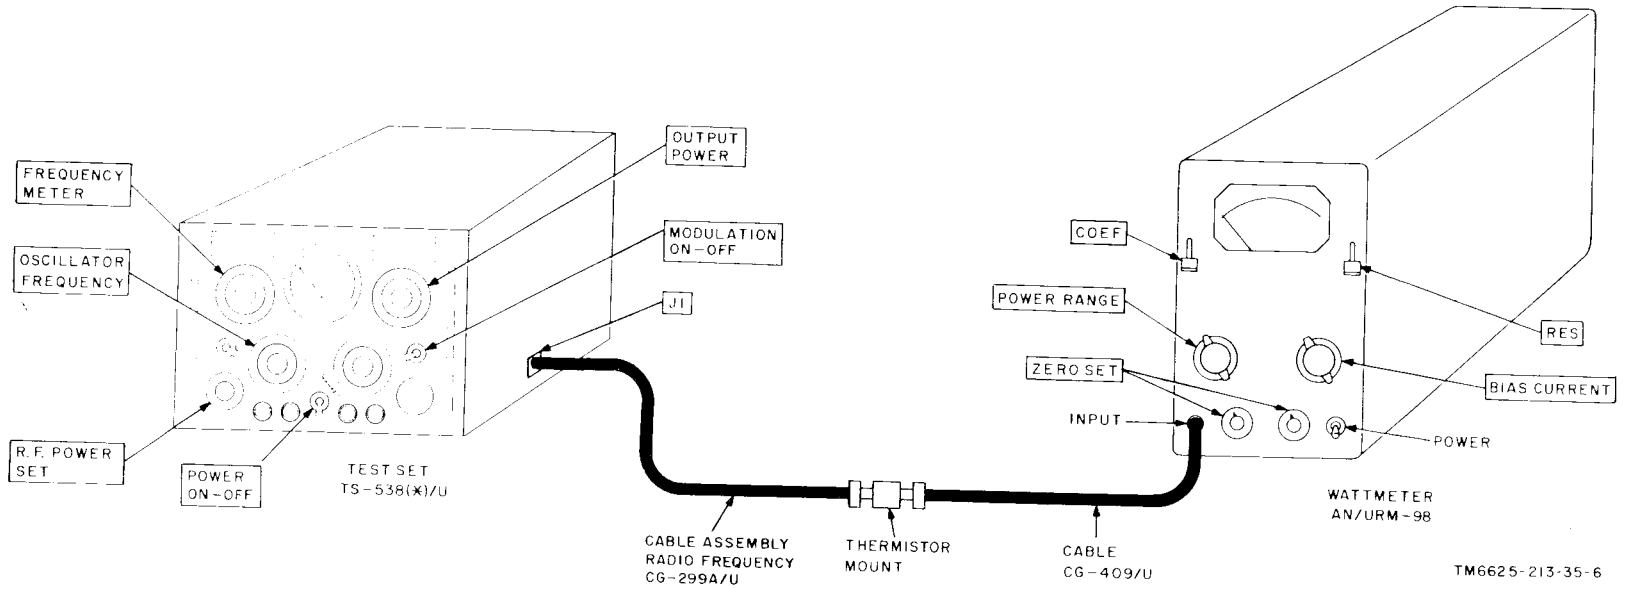 FREQUENCY
METER
OSCILLATOR
FREQUENCY
R.F. POWER
SET
POWER
ON-OFF
TEST SET
TS-538(*)/U
OUTPUT
POWER
MODULATION
ON-OFF
J1
CABLE ASSEMBLY
RADIO FREQUENCY
CG-299A/U
THERMISTOR
MOUNT
CABLE
CG-409/U
COEF
POWER RANGE
ZERO SET
INPUT
RES
BIAS CURRENT
POWER
WATTMETER
AN/URM-98
TM6625-213-35-6